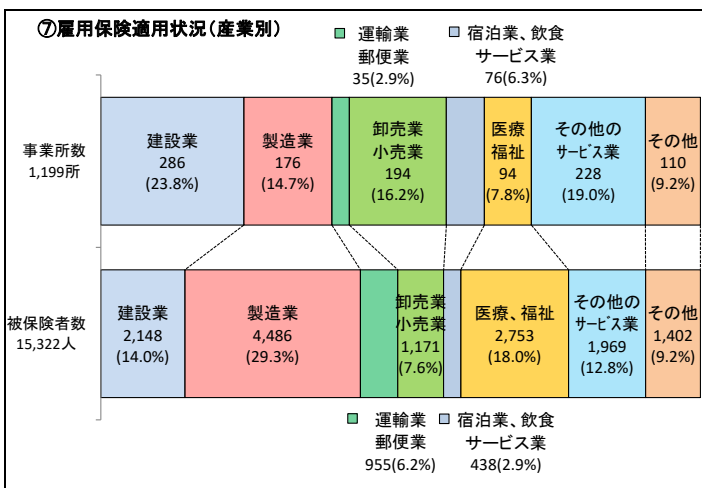 ⑦雇用保険適用状況（産業別）
運輸業
郵便業
35(2.9%)
宿泊業、飲食
サービス業
76(6.3%)
事業所数
1,199所
建設業
286
(23.8%)
製造業
176
(14.7%)
卸売業
小売業
194
(16.2%)
医療
福祉
94
(7.8%)
その他の
サービス業
228
(19.0%)
その他
110
(9.2%)
被保険者数
15,322人
建設業
2,148
(14.0%)
製造業
4,486
(29.3%)
卸売業
小売業
1,171
(7.6%)
医療、福祉
2,753
(18.0%)
その他の
サービス業
1,969
(12.8%)
その他
1,402
(9.2%)
運輸業
郵便業
955(6.2%)
宿泊業、飲食
サービス業
438(2.9%)